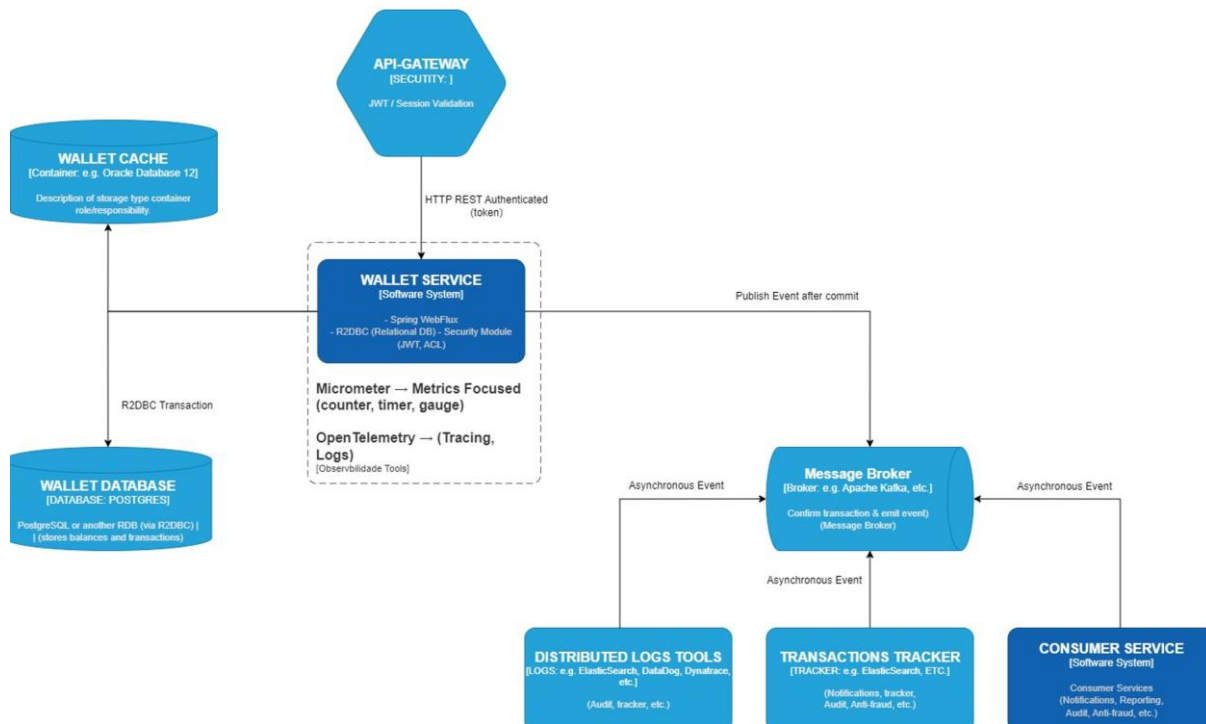 API-GATEWAY
[SECUTITY: ]
JWT / Session Validation
WALLET CACHE
[Container: e.g. Oracle Database 12]
Description of storage type container
role/responsibility.
HTTP REST Authenticated
(token)
WALLET SERVICE
[Software System]
- Spring WebFlux
- R2DBC (Relational DB) - Security Module
(JWT, ACL)
Publish Event after commit
Micrometer → Metrics Focused
(counter, timer, gauge)
OpenTelemetry → (Tracing,
Logs)
[Observbilidade Tools]
R2DBC Transaction
WALLET DATABASE
[DATABASE: POSTGRES]
PostgreSQL or another RDB (via R2DBC) |
| (stores balances and transactions)
Message Broker
[Broker: e.g. Apache Kafka, etc.]
Confirm transaction & emit event)
(Message Broker)
Asynchronous Event
Asynchronous Event
Asynchronous Event
DISTRIBUTED LOGS TOOLS
[LOGS: e.g. ElasticSearch, DataDog, Dynatrace,
etc.]
(Audit, tracker, etc.)
TRANSACTIONS TRACKER
[TRACKER: e.g. ElasticSearch, ETC.]
(Notifications, tracker,
Audit, Anti-fraud, etc.)
CONSUMER SERVICE
[Software System]
Consumer Services
(Notifications, Reporting,
Audit, Anti-fraud, etc.)